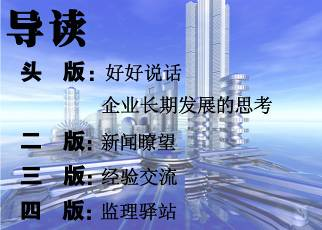 导读
头 版：好好说话
企业长期发展的思考
二 版：新闻瞭望
三 版：经验交流
四 版：监理驿站